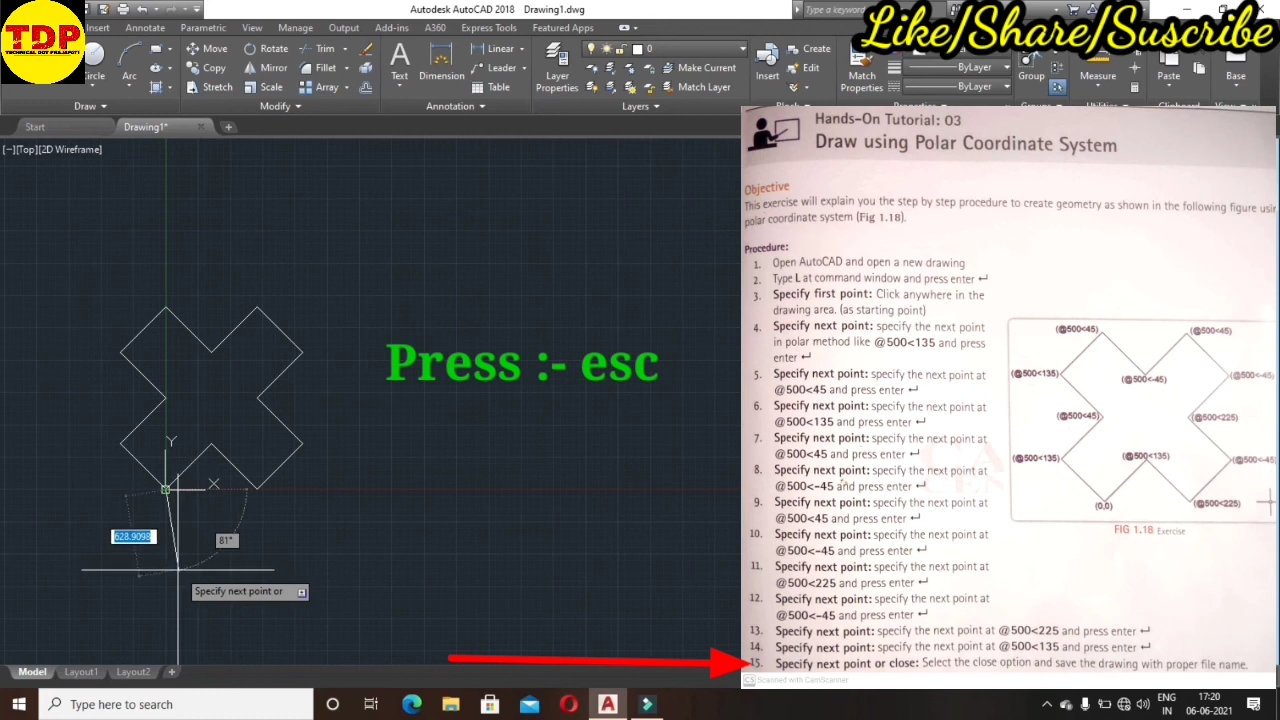 Autodesk AutoCAD 2018 Drawing1.dwg
Type a keyword
Like/Share/Suscribe
TDP
TECHNICAL DOT PRAJAPATI
Annotate Parametric View Manage Output Add-ins A360 Express Tools Featured Apps
Move Rotate Trim
Copy Mirror Fillet
Stretch Scale Array
Text Dimension
Linear
Leader
Table
Layer
Properties
0
Make Current
Match Layer
Insert
Create
Edit
Match
Properties
ByLayer
ByLayer
Group
Measure
Paste
Base
Draw Modify Annotation Layers
Start Drawing1*
[−][Top][2D Wireframe]
Press :- esc
Y
X
628.9098
81°
Specify next point or
Hands-On Tutorial: 03
Draw using Polar Coordinate System
Objective
This exercise will explain you the step by step procedure to create geometry as shown in the following figure usin
polar coordinate system (Fig 1.18).
Procedure:
1. Open AutoCAD and open a new drawing
2. Type L at command window and press enter ↵
3. Specify first point: Click anywhere in the
drawing area. (as starting point)
4. Specify next point: specify the next point
in polar method like @500<135 and press
enter ↵
5. Specify next point: specify the next point at
@500<45 and press enter ↵
6. Specify next point: specify the next point at
@500<135 and press enter ↵
7. Specify next point: specify the next point at
@500<45 and press enter ↵
8. Specify next point: specify the next point at
@500<-45 and press enter ↵
9. Specify next point: specify the next point at
@500<45 and press enter ↵
10. Specify next point: specify the next point at
@500<-45 and press enter ↵
11. Specify next point: specify the next point at
@500<225 and press enter ↵
12. Specify next point: specify the next point at
@500<-45 and press enter ↵
13. Specify next point: specify the next point at @500<225 and press enter ↵
14. Specify next point: specify the next point at @500<135 and press enter ↵
15. Specify next point or close: Select the close option and save the drawing with proper file name.
(@500<45) (@500<45)
(@500<135) (@500<-45) (@500<-45)
(@500<45) (@500<225)
(@500<135) (@500<135) (@500<-45)
(0,0) (@500<225)
FIG 1.18 Exercise
CS Scanned with CamScanner
Model Layout1 Layout2 +
Type here to search
ENG
IN
17:20
06-06-2021